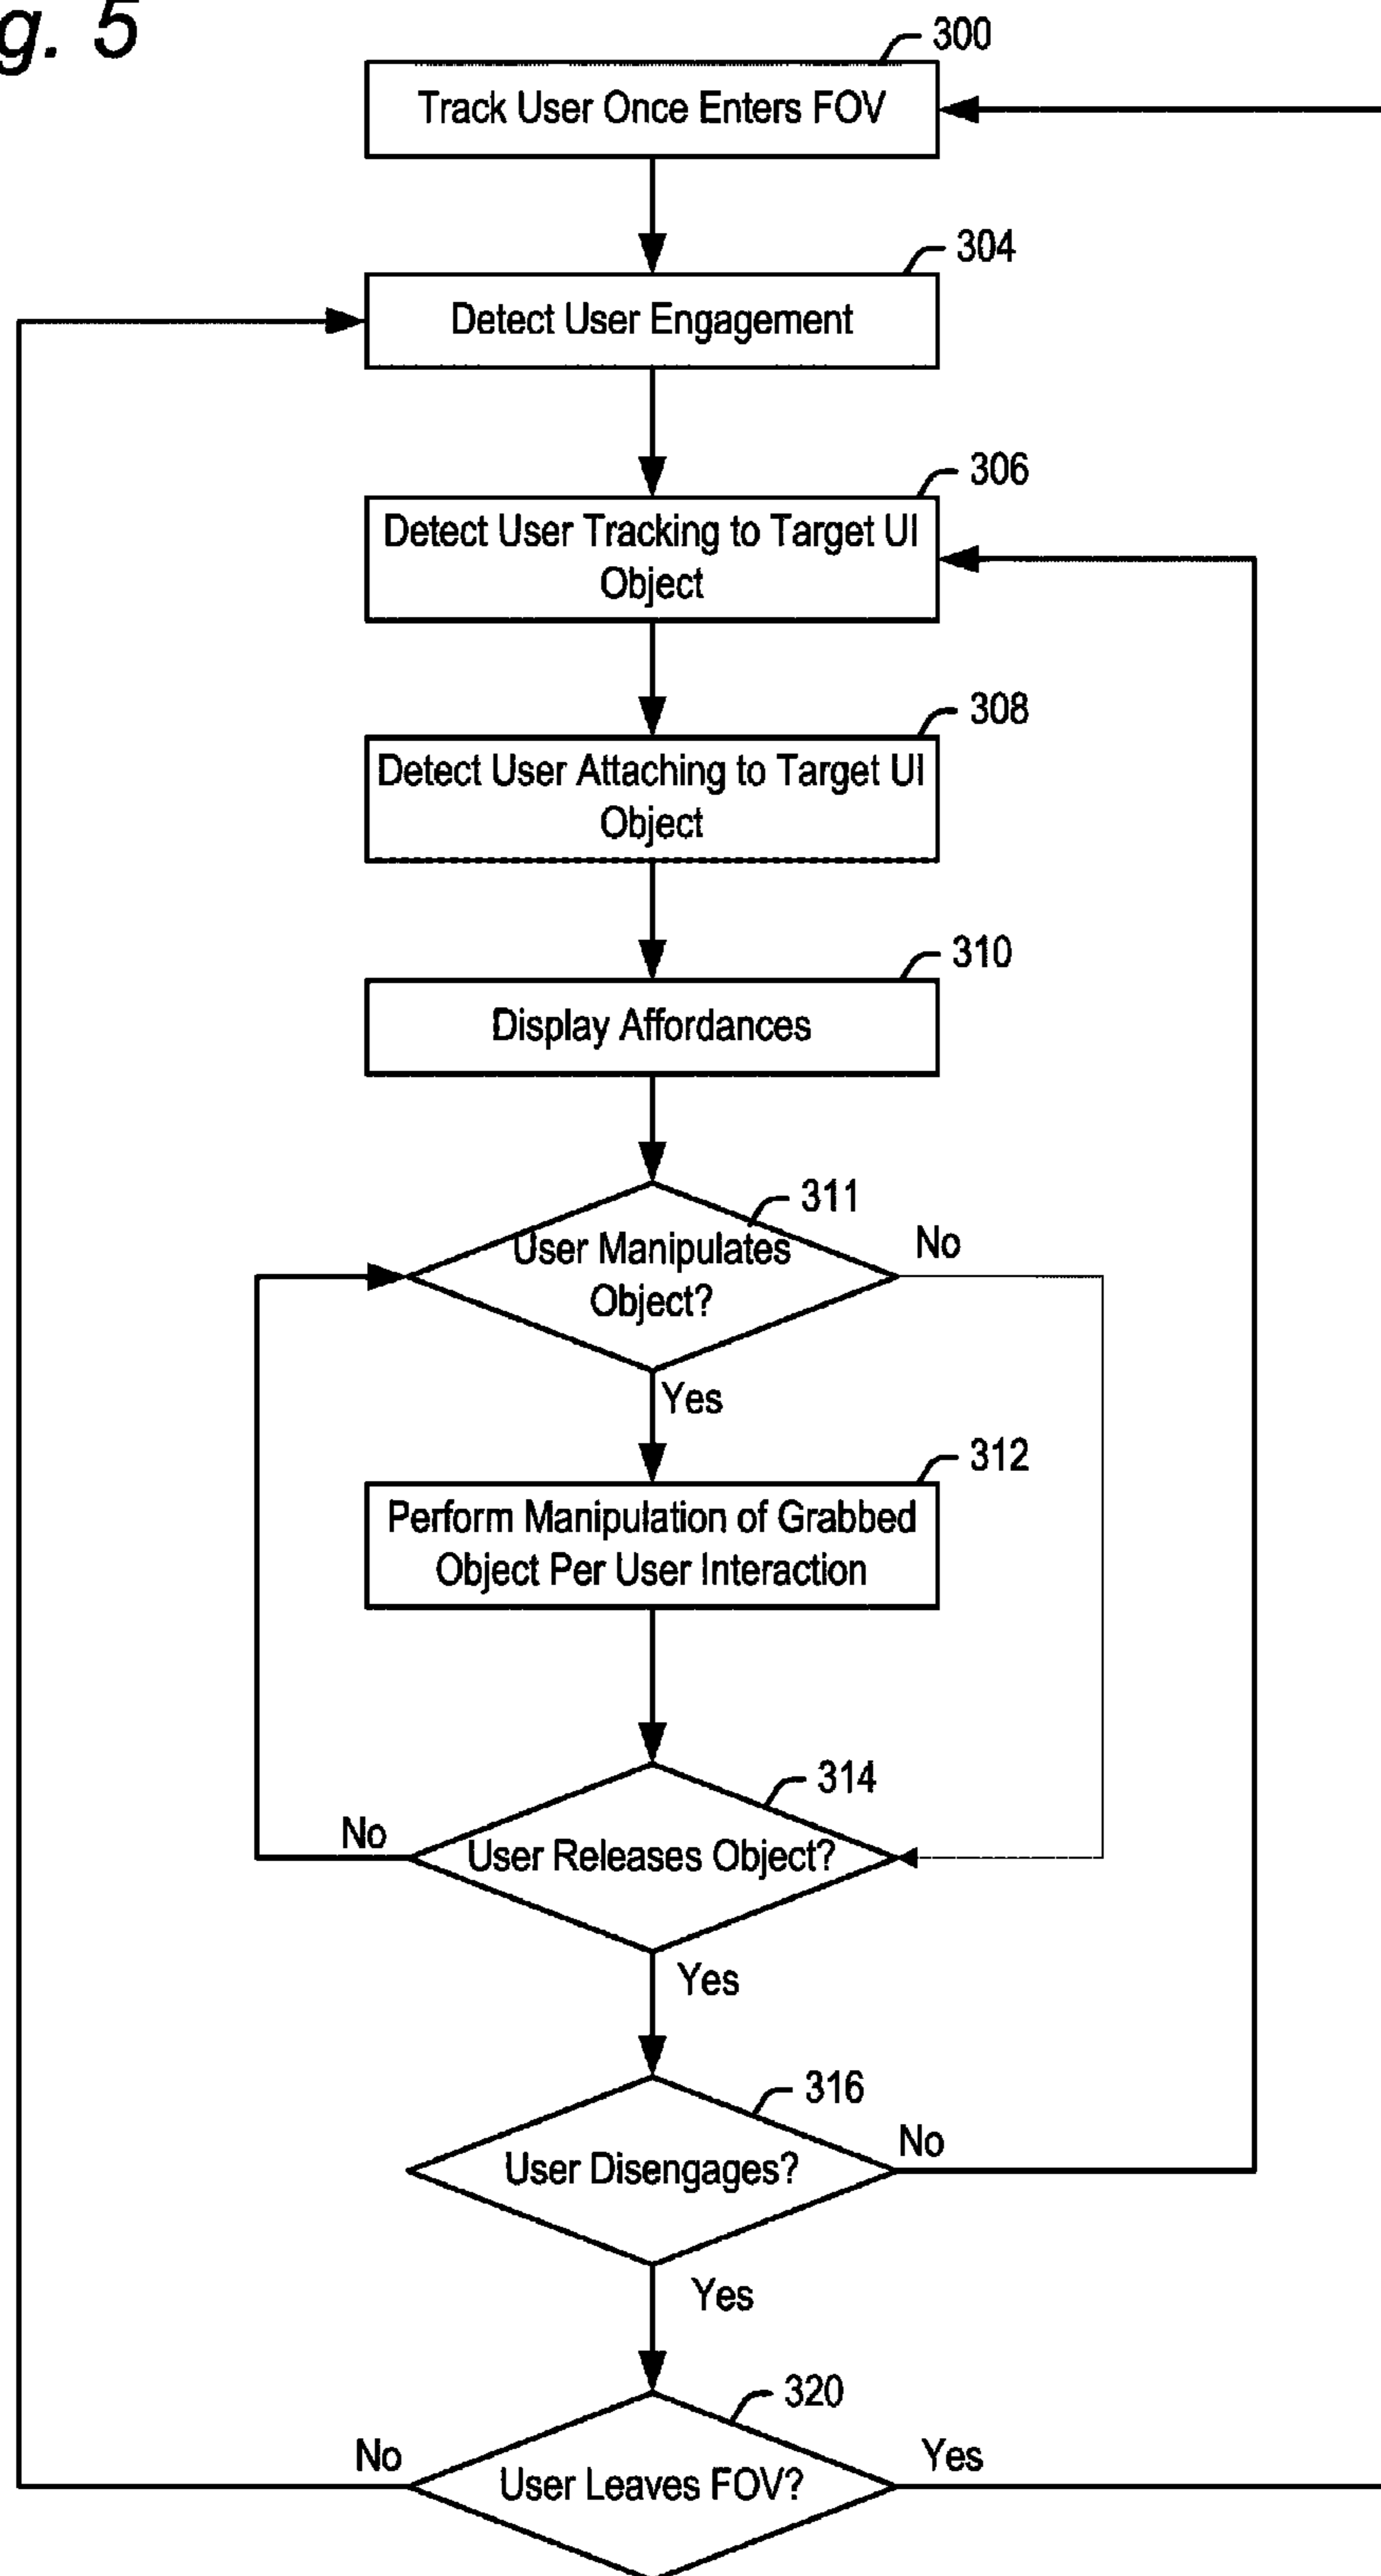 g. 5
300
Track User Once Enters FOV
304
Detect User Engagement
306
Detect User Tracking to Target UI
Object
308
Detect User Attaching to Target UI
Object
310
Display Affordances
311
User Manipulates
Object?
No
Yes
312
Perform Manipulation of Grabbed
Object Per User Interaction
314
No
User Releases Object?
Yes
316
No
User Disengages?
Yes
320
No
Yes
User Leaves FOV?